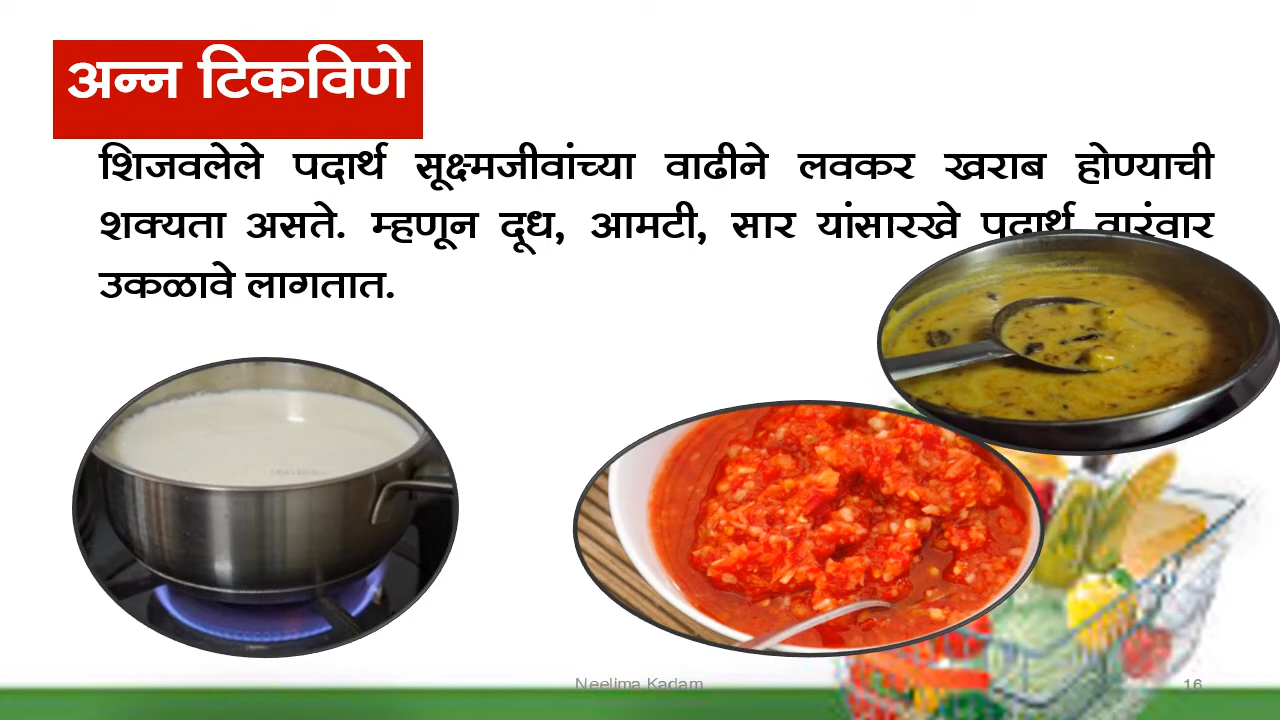 अन्न टिकविणे
शिजवलेले पदार्थ सूक्ष्मजीवांच्या वाढीने लवकर खराब होण्याची
शक्यता असते. म्हणून दूध, आमटी, सार यांसारखे पदार्थ वारंवार
उकळावे लागतात.
Neelima Kadam
16